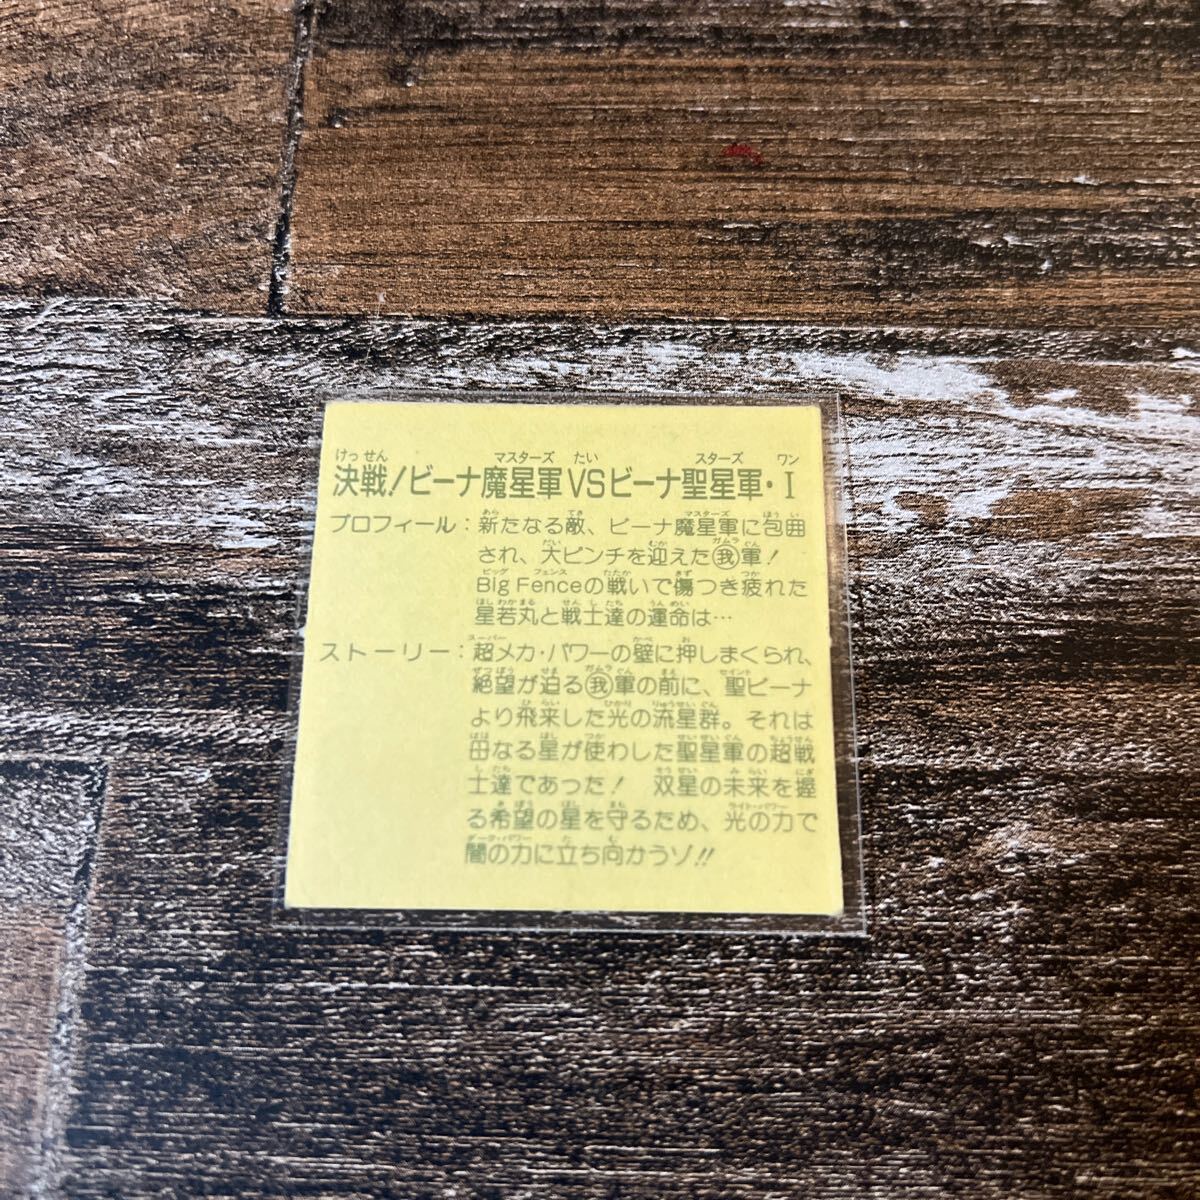 決戦!ビーナ魔星軍VSビーナ聖星軍・I
プロフィール:新たなる敵、ビーナ魔星軍に包囲
され、大ピンチを迎えた我軍!
Big Fenceの戦いで傷つき疲れた
星若丸と戦士達の運命は…
ストーリー:超メカ・パワーの壁に押しまくられ、
絶望が迫る我軍の前に、聖ビーナ
より飛来した光の流星群。それは
母なる星が使わした聖星軍の超戦
士達であった! 双星の未来を握
る希望の星を守るため、光の力で
闇の力に立ち向かうゾ!!